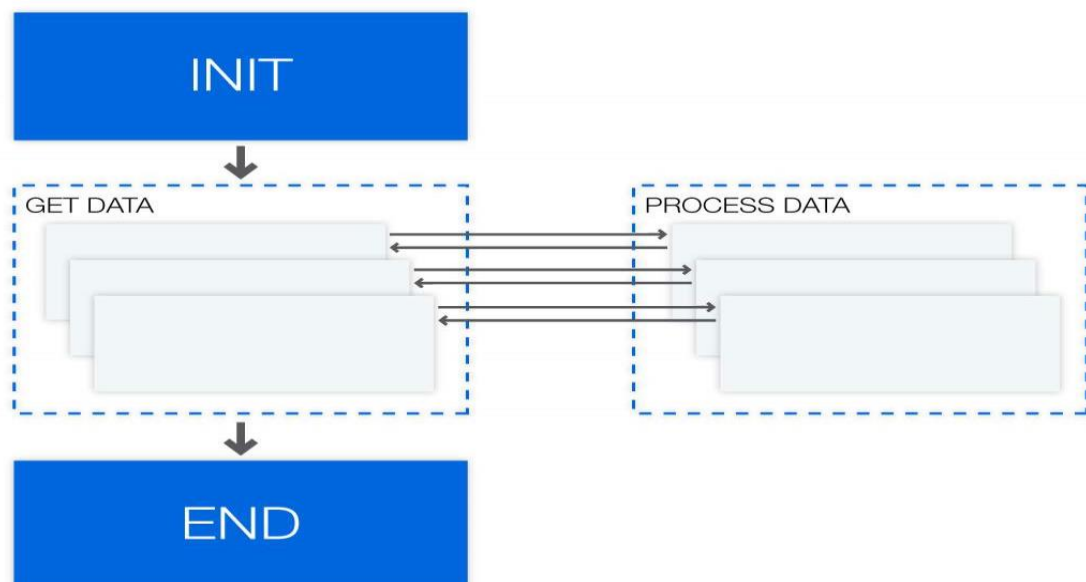 INIT
GET DATA
PROCESS DATA
END